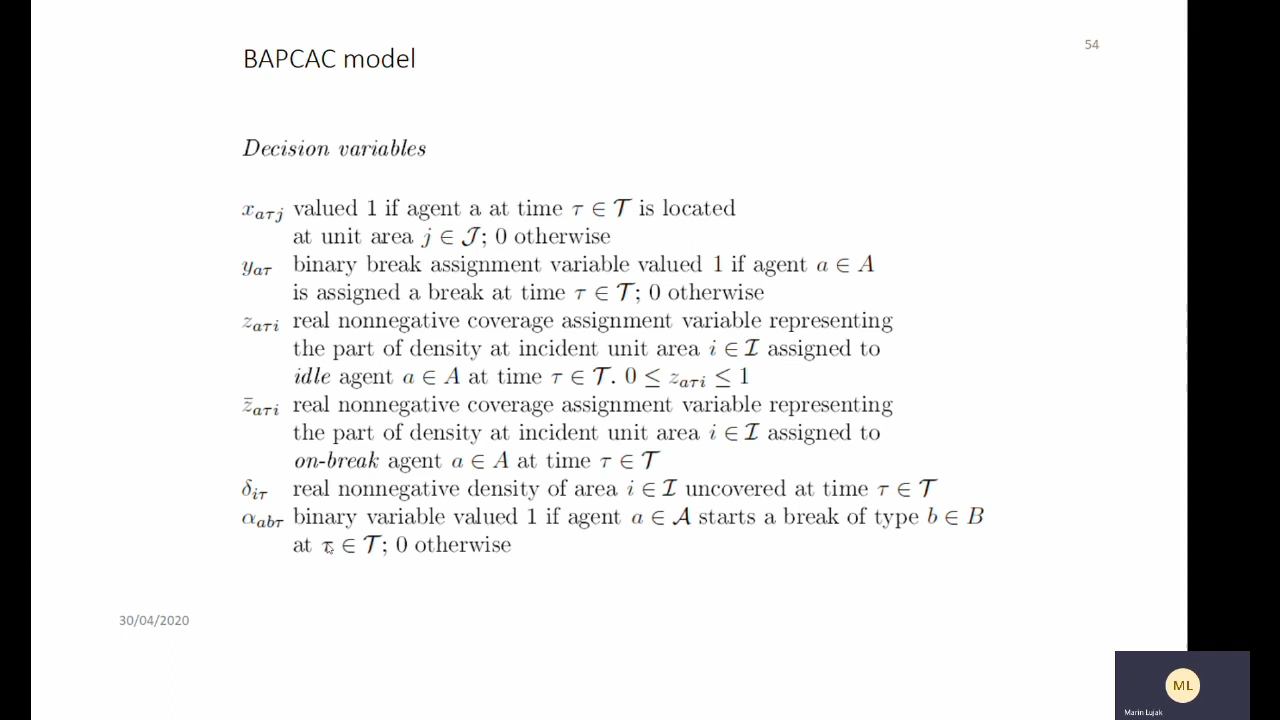 BAPCAC model
54
Decision variables
x_{aτj} valued 1 if agent a at time τ ∈ 𝒯 is located
at unit area j ∈ 𝒥; 0 otherwise
y_{aτ} binary break assignment variable valued 1 if agent a ∈ A
is assigned a break at time τ ∈ 𝒯; 0 otherwise
z_{aτi} real nonnegative coverage assignment variable representing
the part of density at incident unit area i ∈ ℐ assigned to
idle agent a ∈ A at time τ ∈ 𝒯. 0 ≤ z_{aτi} ≤ 1
z̄_{aτi} real nonnegative coverage assignment variable representing
the part of density at incident unit area i ∈ ℐ assigned to
on-break agent a ∈ A at time τ ∈ 𝒯
δ_{iτ} real nonnegative density of area i ∈ ℐ uncovered at time τ ∈ 𝒯
α_{abτ} binary variable valued 1 if agent a ∈ 𝒜 starts a break of type b ∈ B
at τ ∈ 𝒯; 0 otherwise
30/04/2020
ML
Marin Lujak